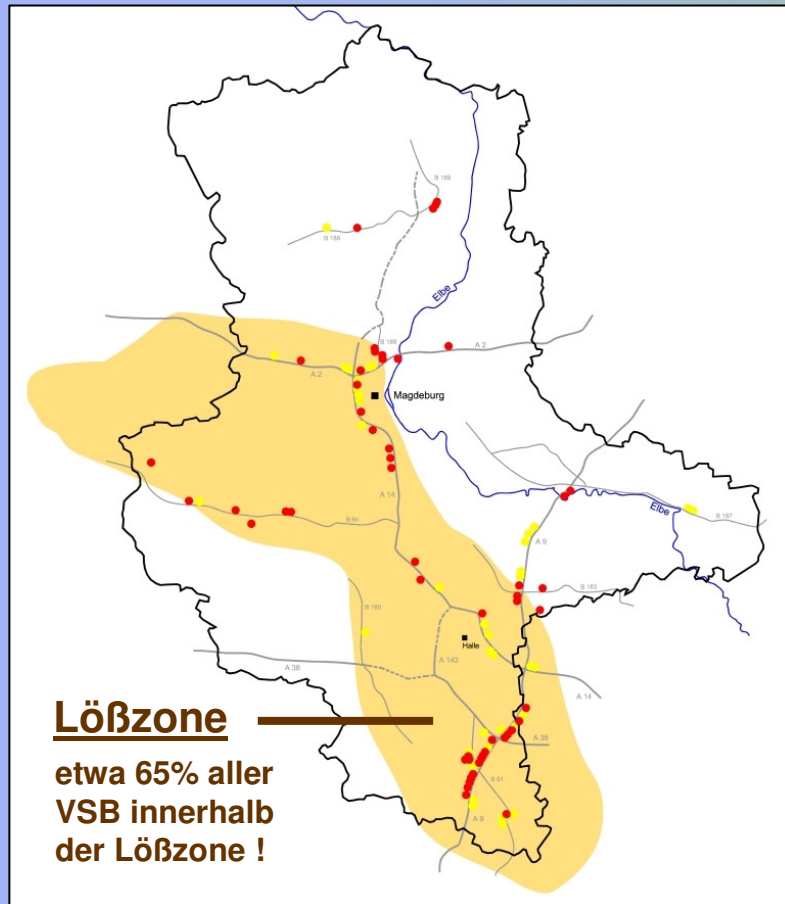 B 189
B 188
Elbe
B 189
A 2
A 2
Magdeburg
A 14
B 6n
Elbe
B 187
A 9
B 183
B 180
Halle
A 143
A 38
A 14
Lößzone
A 38
etwa 65% aller
B 91
VSB innerhalb
A 9
der Lößzone !